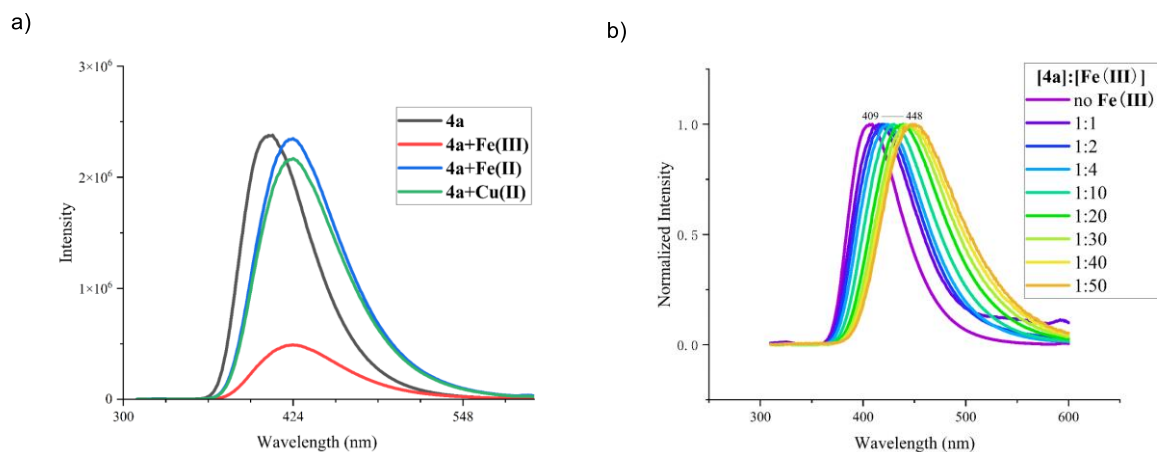 a)
3×10⁶
2×10⁶
1×10⁶
0
Intensity
300
424
548
Wavelength (nm)
4a
4a+Fe(III)
4a+Fe(II)
4a+Cu(II)
b)
1.0
0.5
0.0
Normalized Intensity
409
448
300
400
500
600
Wavelength (nm)
[4a]:[Fe(III)]
no Fe(III)
1:1
1:2
1:4
1:10
1:20
1:30
1:40
1:50